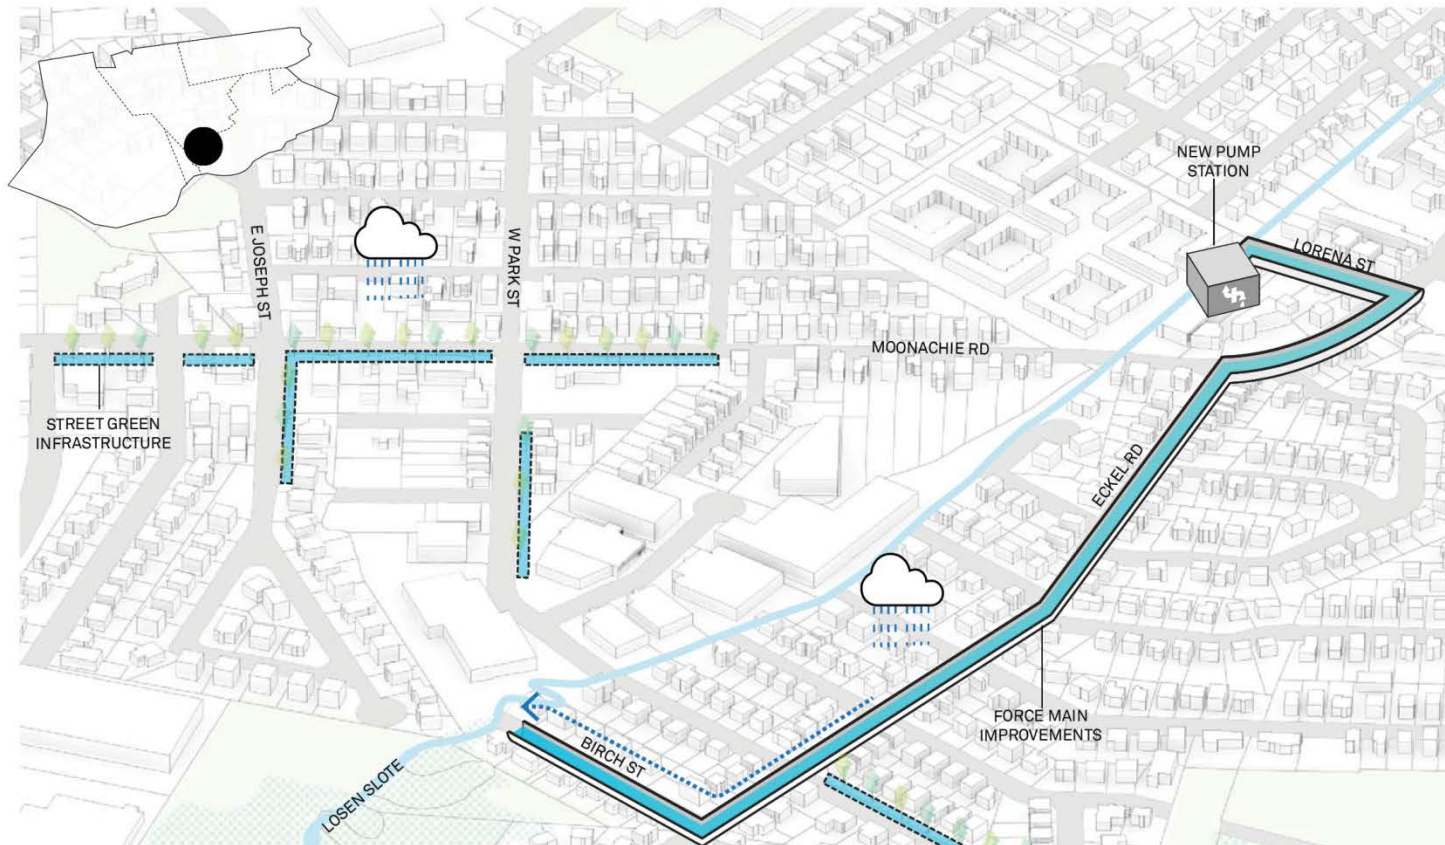 NEW PUMP
STATION
E JOSEPH ST
W PARK ST
LORENA ST
MOONACHIE RD
STREET GREEN
INFRASTRUCTURE
ECKEL RD
FORCE MAIN
IMPROVEMENTS
BIRCH ST
LOSEN SLOTE